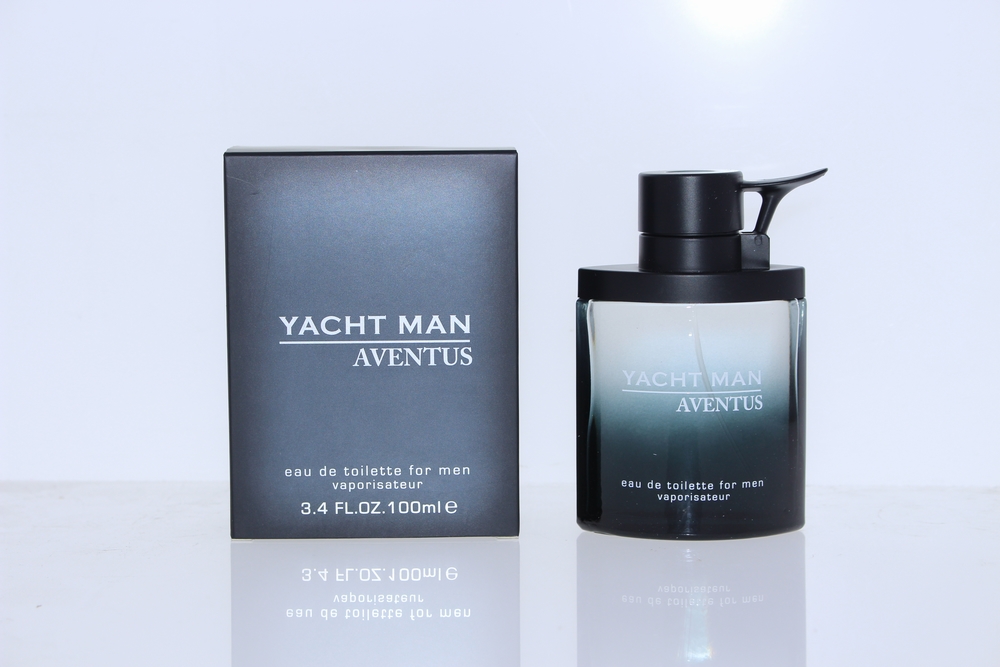 YACHT MAN
AVENTUS
eau de toilette for men
vaporisateur
3.4 FL.OZ.100ml ℮
YACHT MAN
AVENTUS
eau de toilette for men
vaporisateur